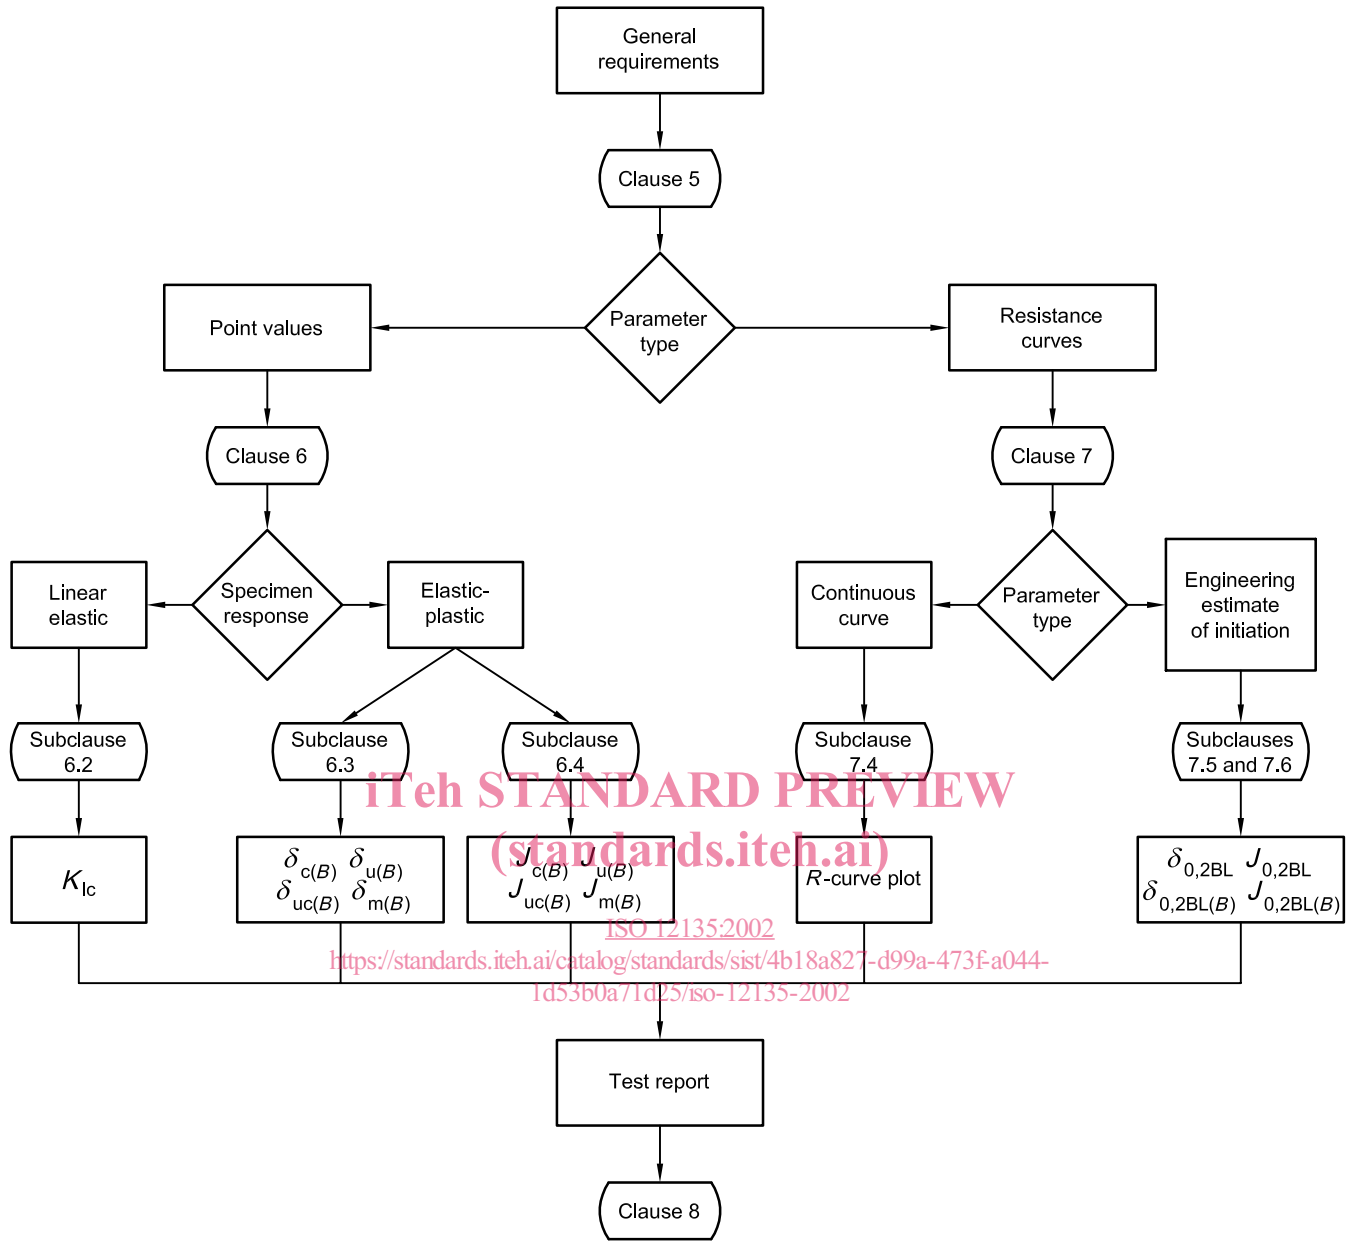 General
requirements
Clause 5
Parameter
type
Point values
Resistance
curves
Clause 6
Clause 7
Specimen
response
Linear
elastic
Elastic-
plastic
Parameter
type
Continuous
curve
Engineering
estimate
of initiation
Subclause
6.2
Subclause
6.3
Subclause
6.4
Subclause
7.4
Subclauses
7.5 and 7.6
iTeh STANDARD PREVIEW
(standards.iteh.ai)
KIc
δc(B) δu(B)
δuc(B) δm(B)
Jc(B) Ju(B)
Juc(B) Jm(B)
R-curve plot
δ0,2BL J0,2BL
δ0,2BL(B) J0,2BL(B)
ISO 12135:2002
https://standards.iteh.ai/catalog/standards/sist/4b18a827-d99a-473f-a044-
1d53b0a71d25/iso-12135-2002
Test report
Clause 8